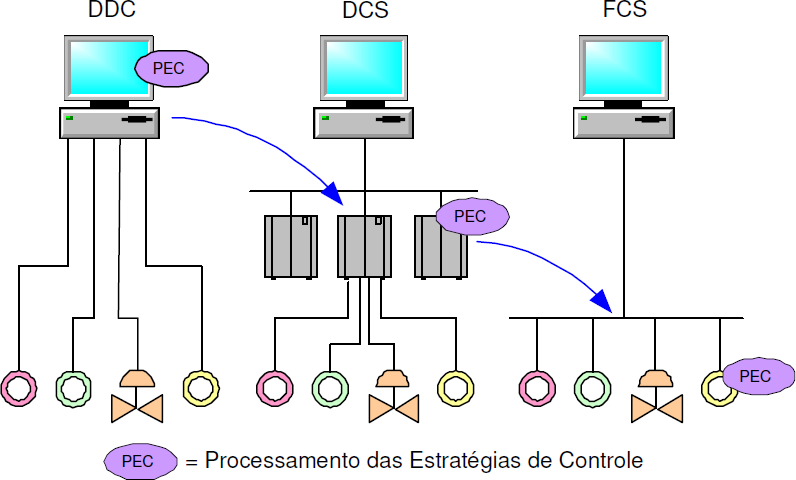 DDC
DCS
FCS
PEC
PEC
PEC
PEC = Processamento das Estratégias de Controle